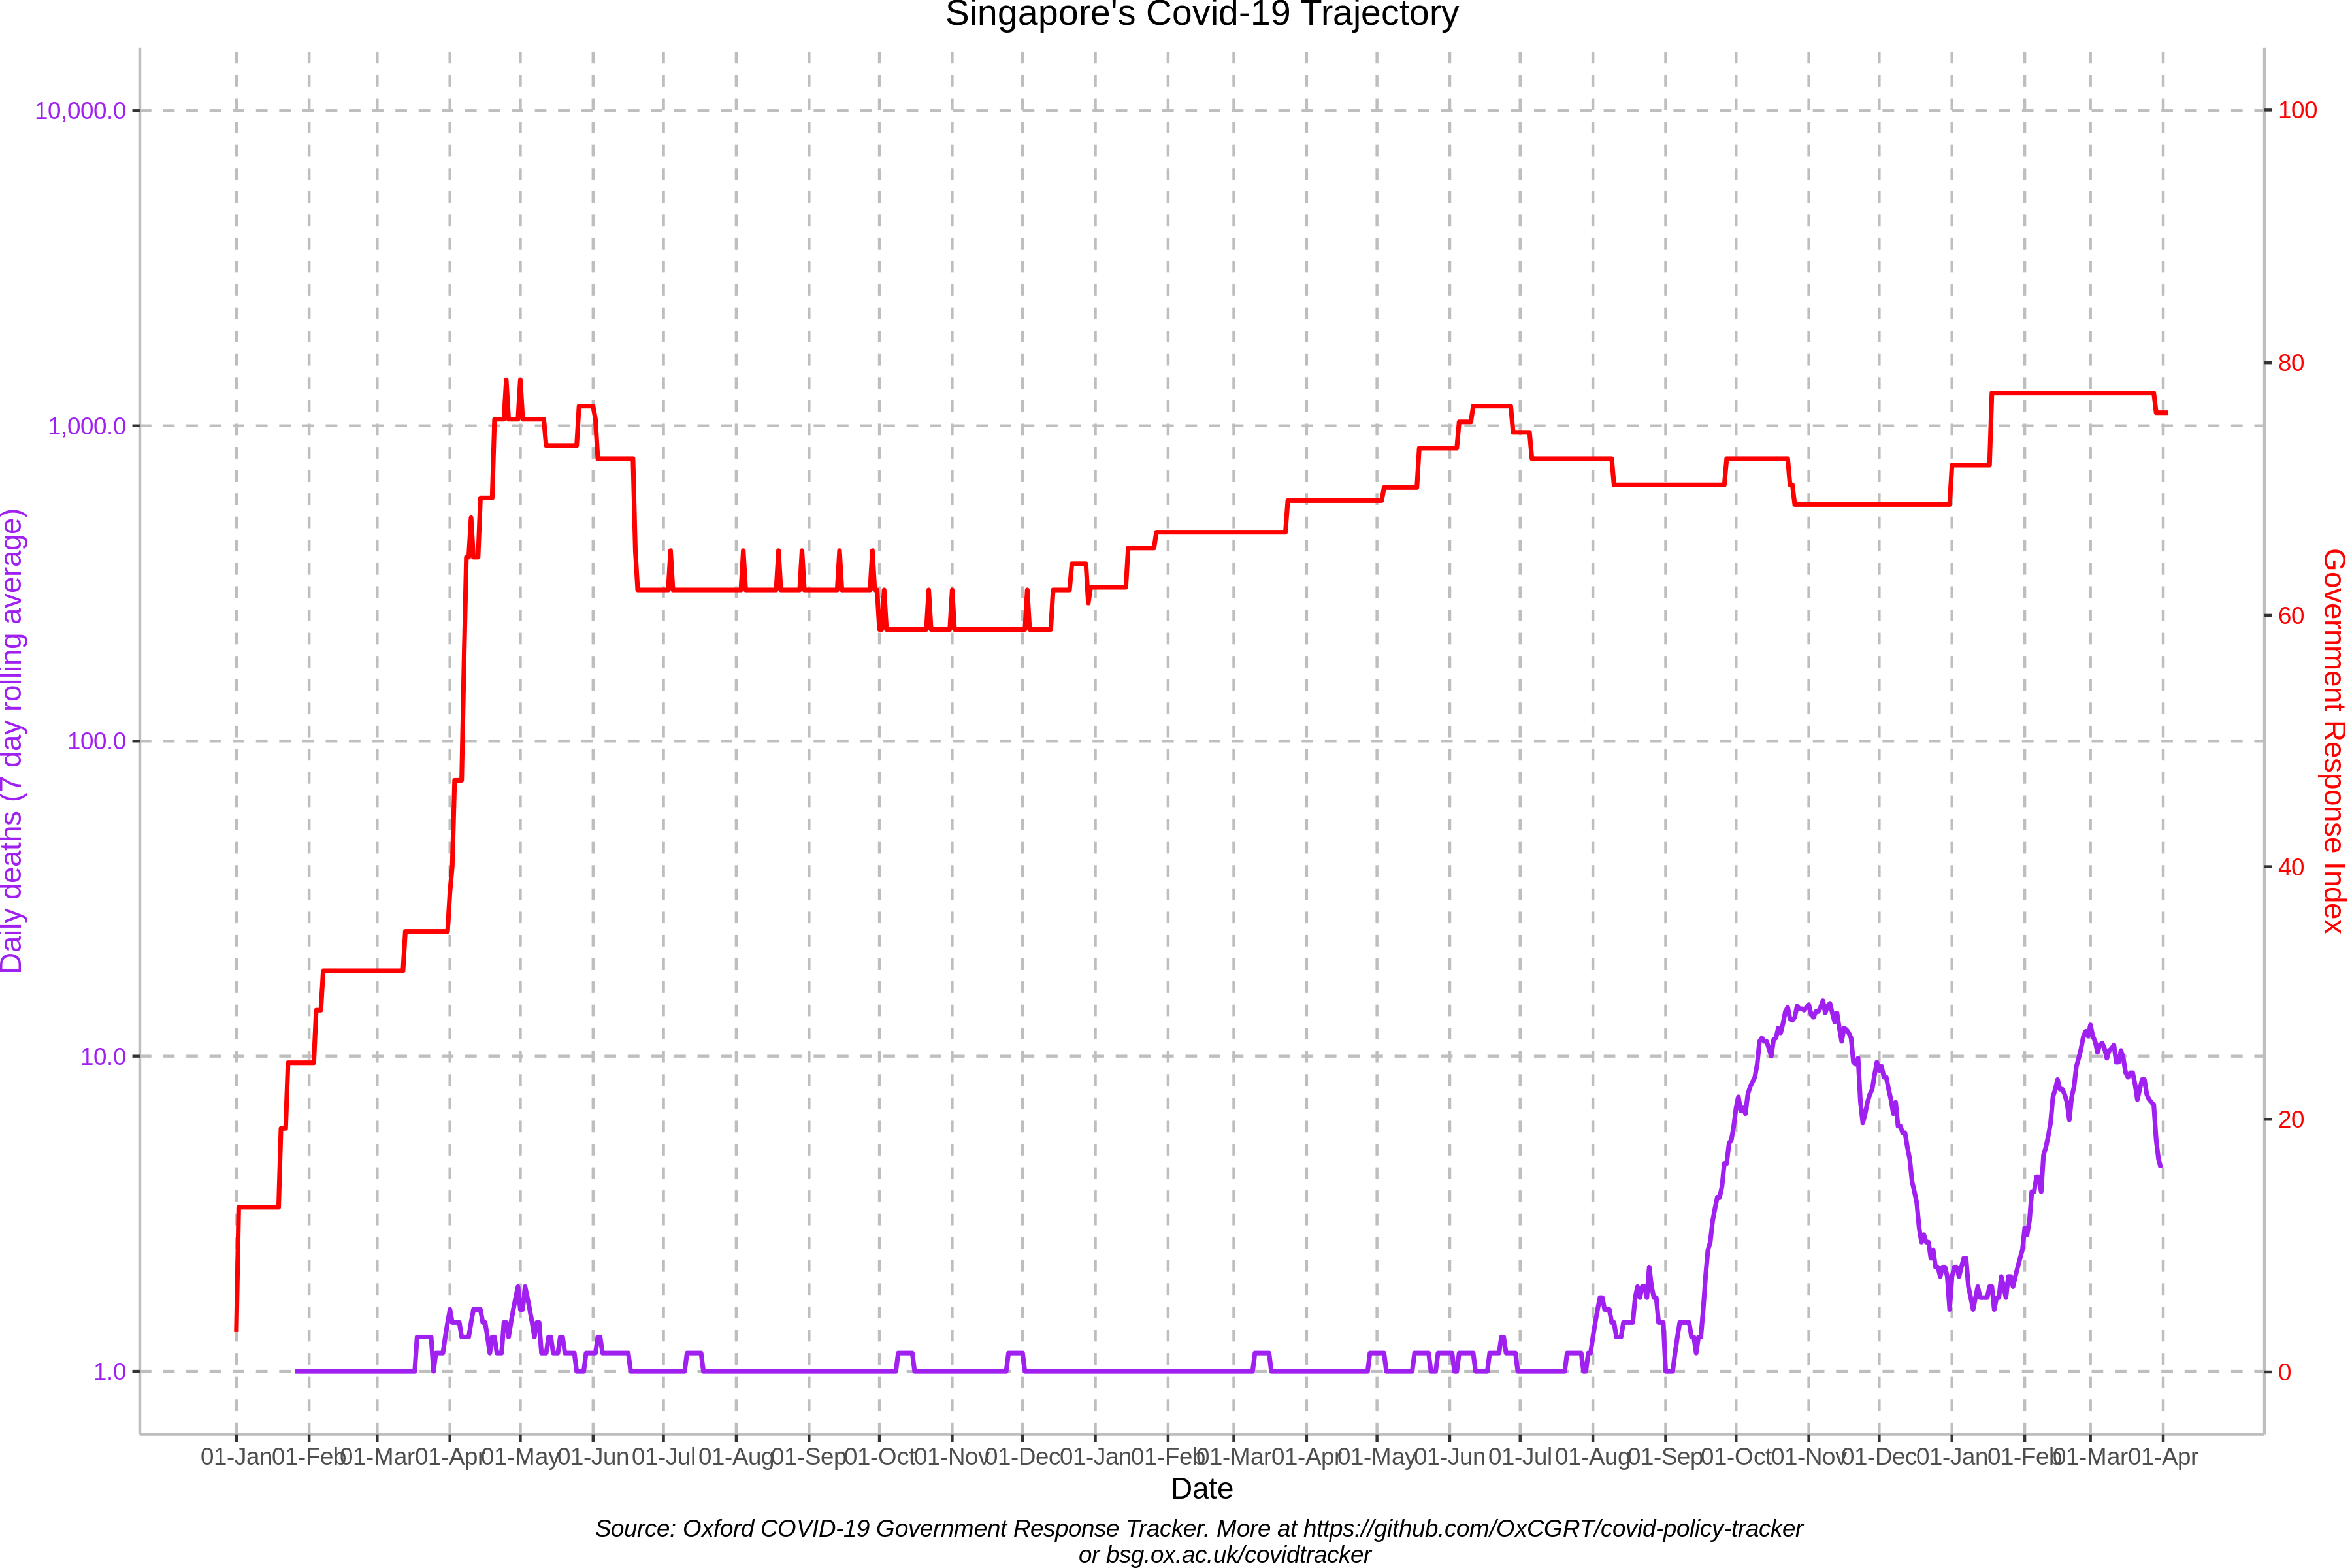 Singapore's Covid-19 Trajectory
10,000.0
1,000.0
100.0
10.0
1.0
Daily deaths (7 day rolling average)
100
80
60
40
20
0
Government Response Index
01-Jan 01-Feb 01-Mar 01-Apr 01-May 01-Jun 01-Jul 01-Aug 01-Sep 01-Oct 01-Nov 01-Dec 01-Jan 01-Feb 01-Mar 01-Apr 01-May 01-Jun 01-Jul 01-Aug 01-Sep 01-Oct 01-Nov 01-Dec 01-Jan 01-Feb 01-Mar 01-Apr
Date
Source: Oxford COVID-19 Government Response Tracker. More at https://github.com/OxCGRT/covid-policy-tracker
or bsg.ox.ac.uk/covidtracker